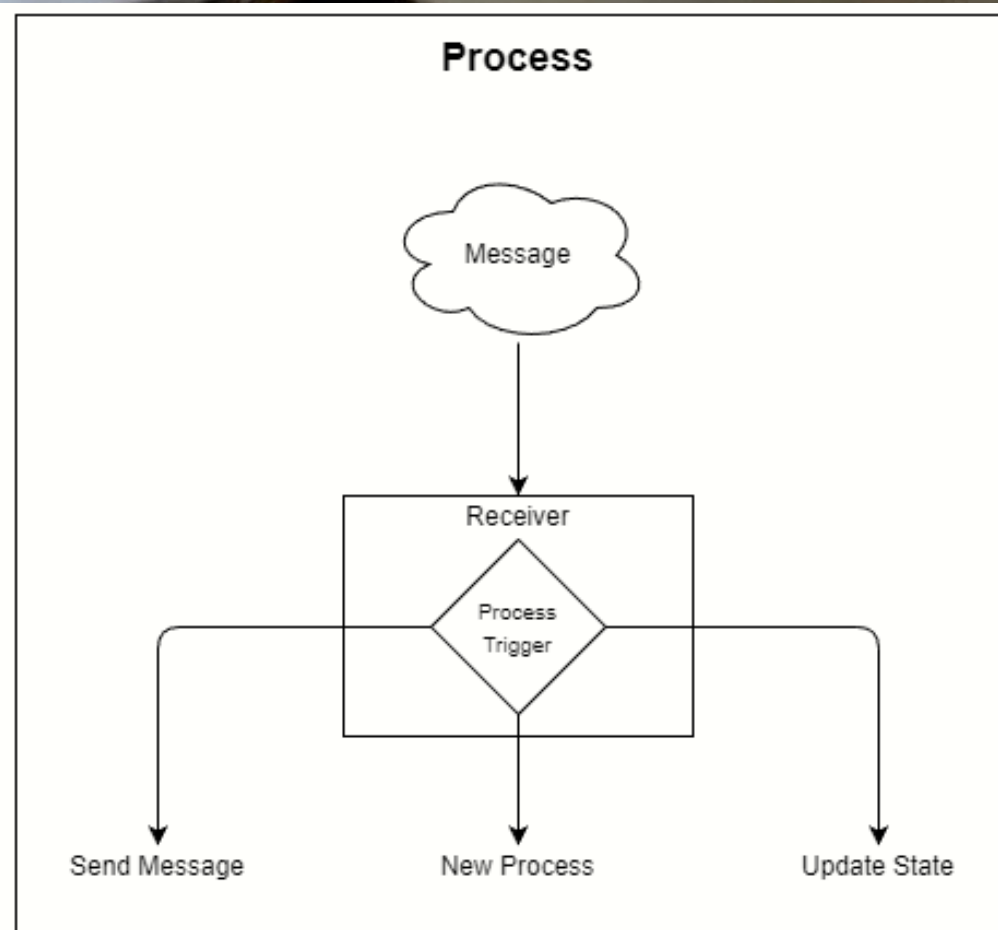 Process
Message
Receiver
Process
Trigger
Send Message
New Process
Update State